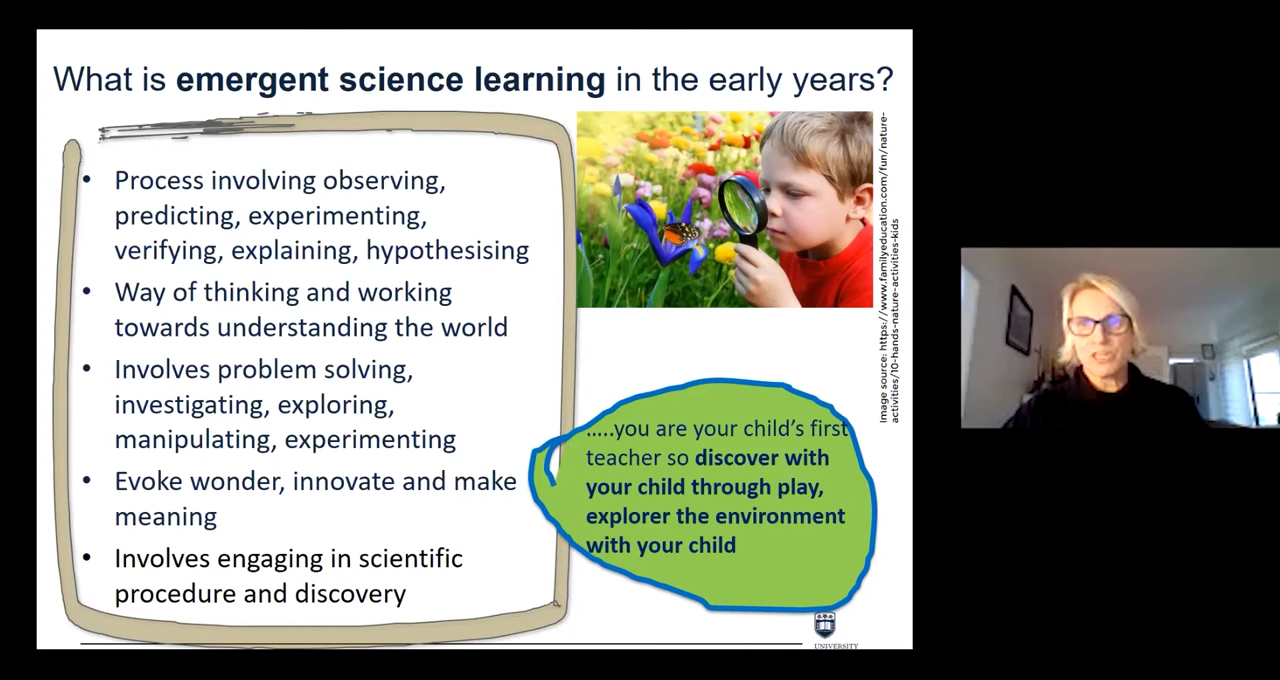 What is emergent science learning in the early years?
• Process involving observing,
predicting, experimenting,
verifying, explaining, hypothesising
• Way of thinking and working
towards understanding the world
• Involves problem solving,
investigating, exploring,
manipulating, experimenting
• Evoke wonder, innovate and make
meaning
• Involves engaging in scientific
procedure and discovery
Image source: https://www.familyeducation.com/fun/nature-
activities/10-hands-nature-activities-kids
.....you are your child's first
teacher so discover with
your child through play,
explorer the environment
with your child
UNIVERSITY